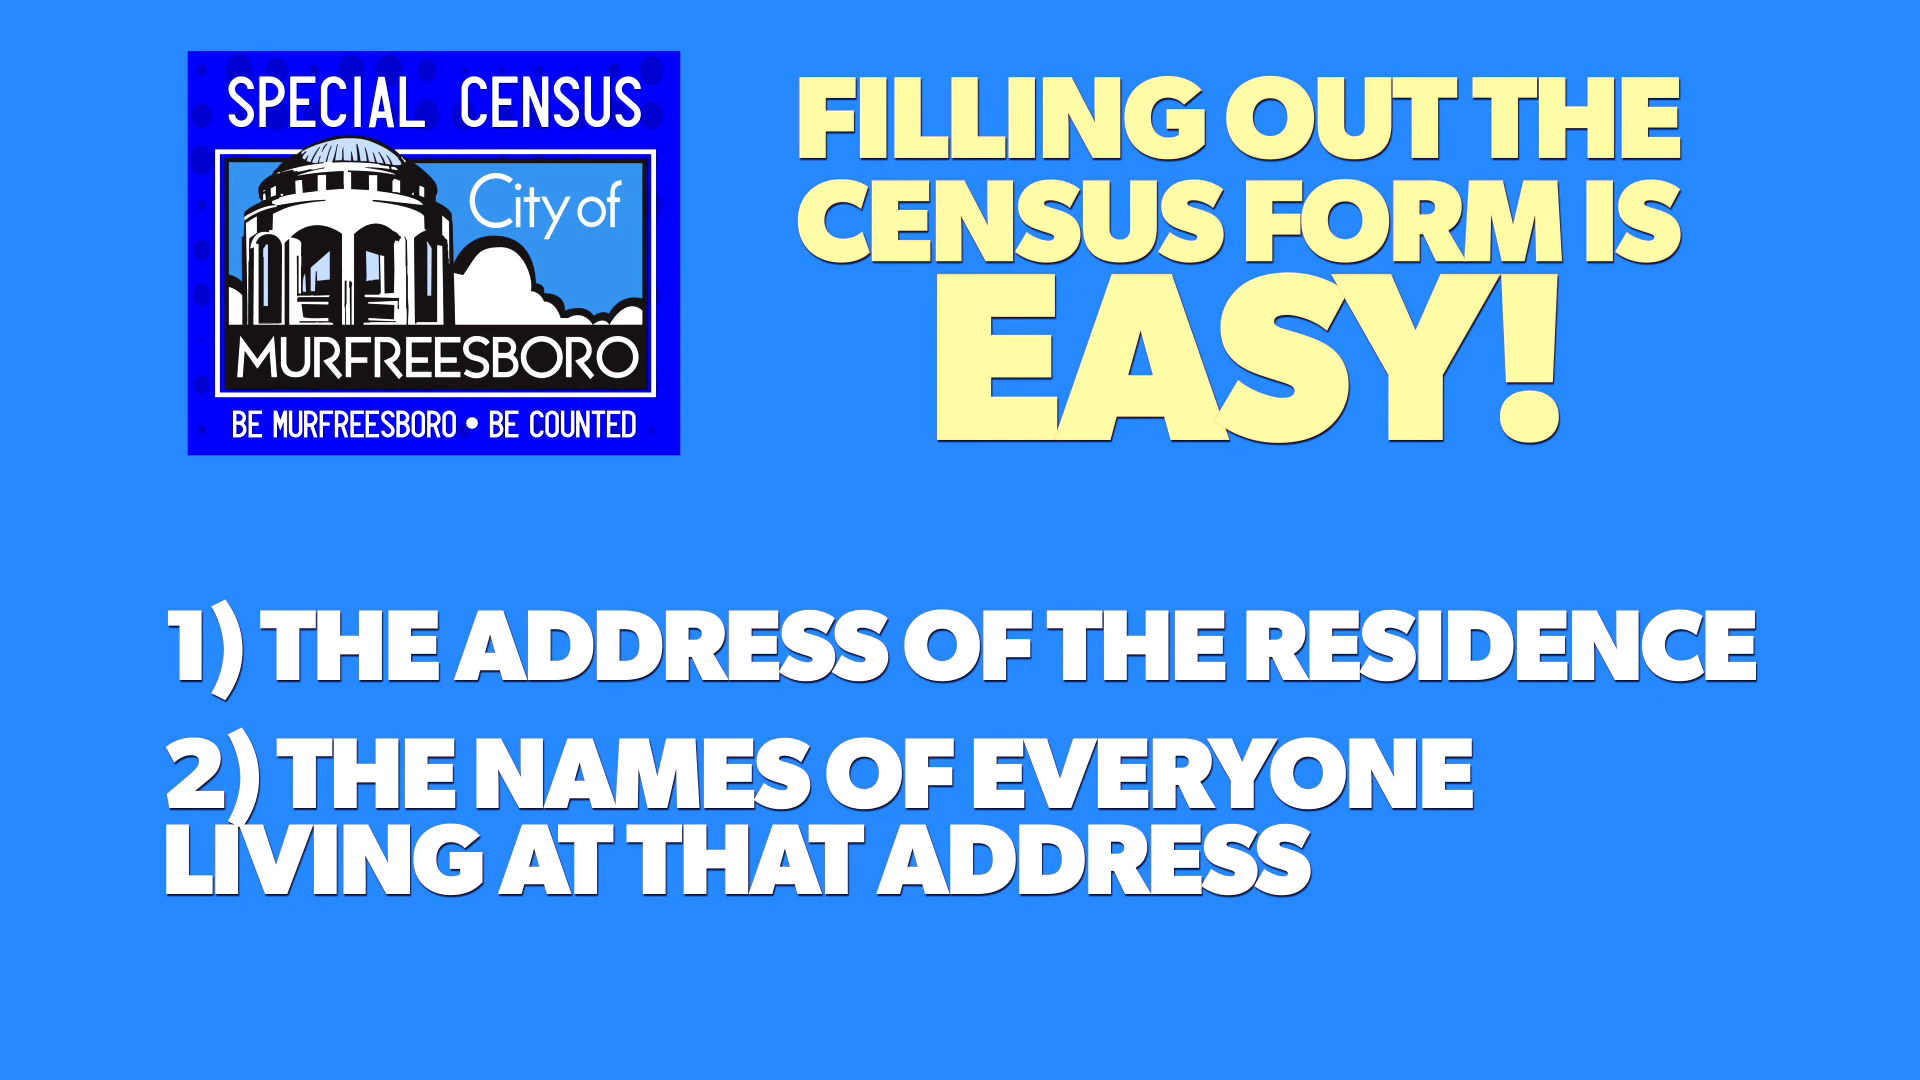 SPECIAL CENSUS
City of
MURFREESBORO
BE MURFREESBORO • BE COUNTED
FILLING OUT THE
CENSUS FORM IS
EASY!
1) THE ADDRESS OF THE RESIDENCE
2) THE NAMES OF EVERYONE
LIVING AT THAT ADDRESS